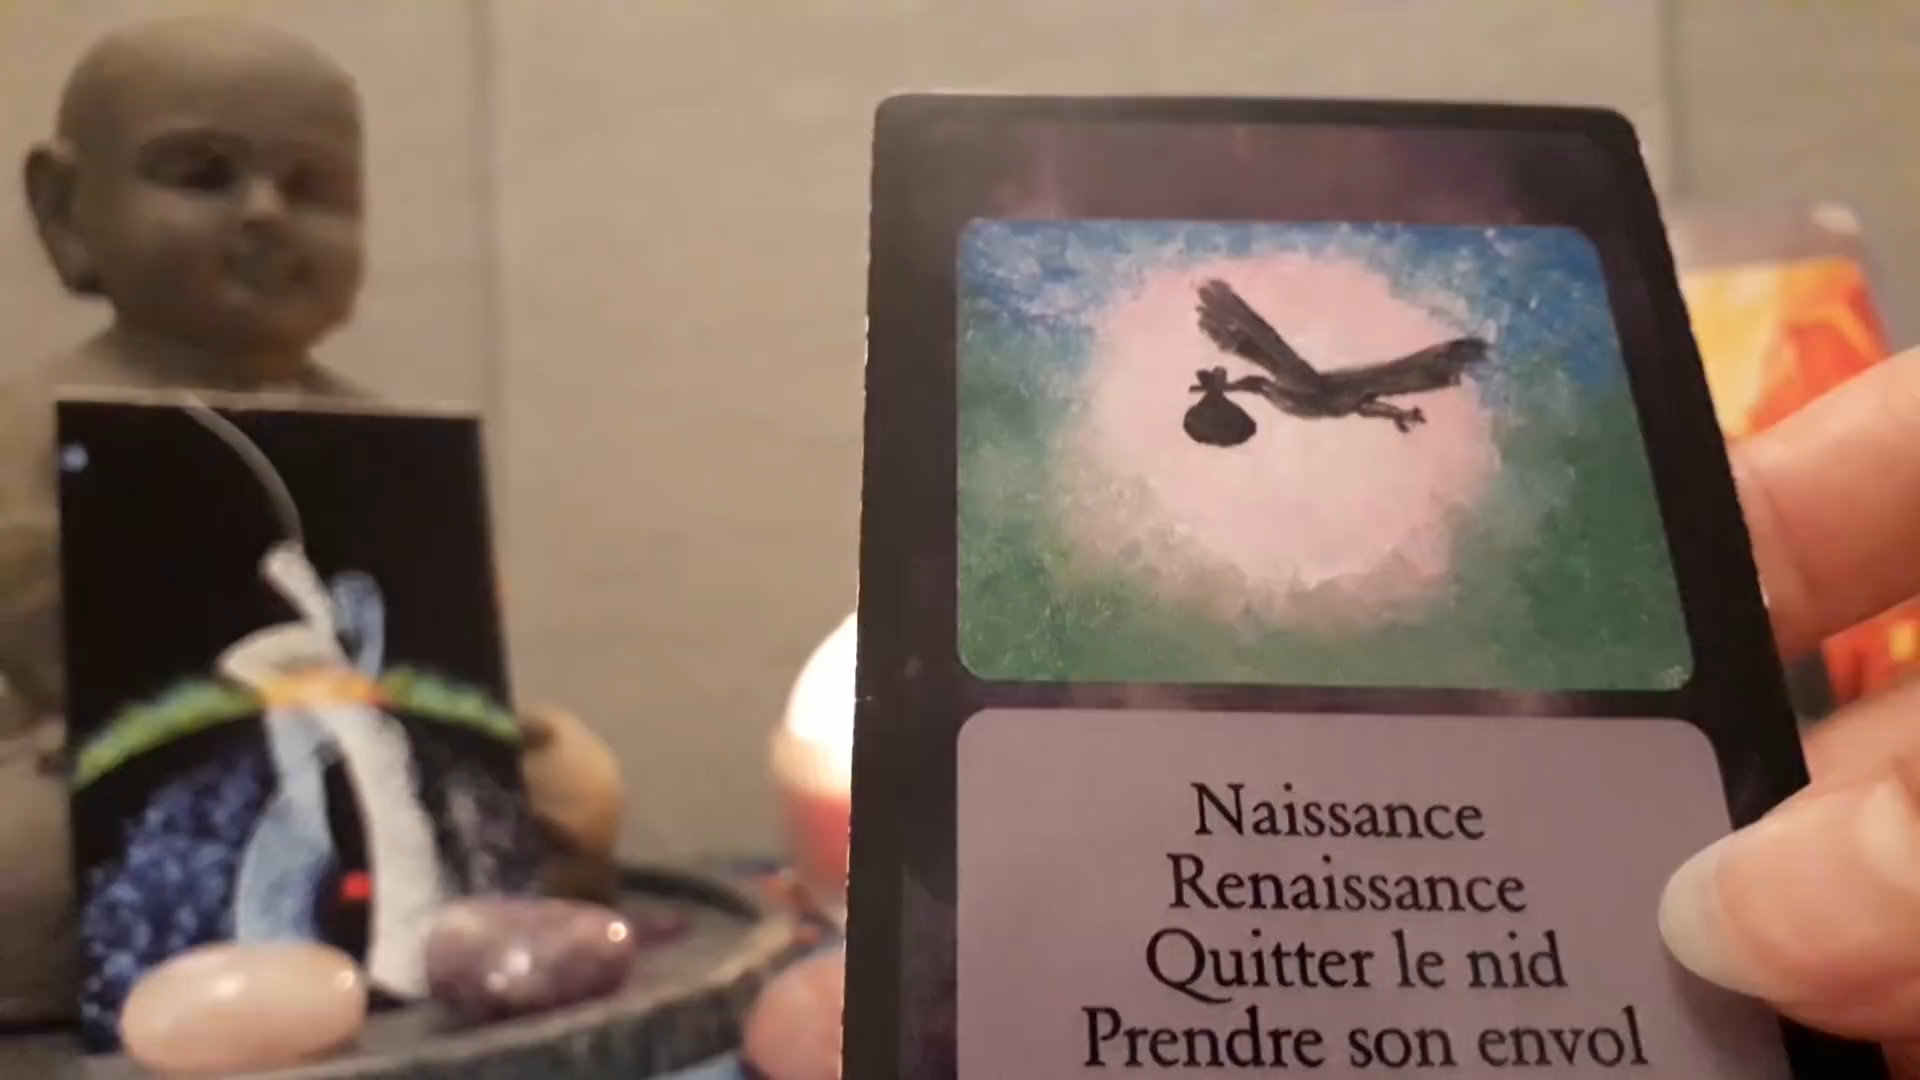 Naissance
Renaissance
Quitter le nid
Prendre son envol